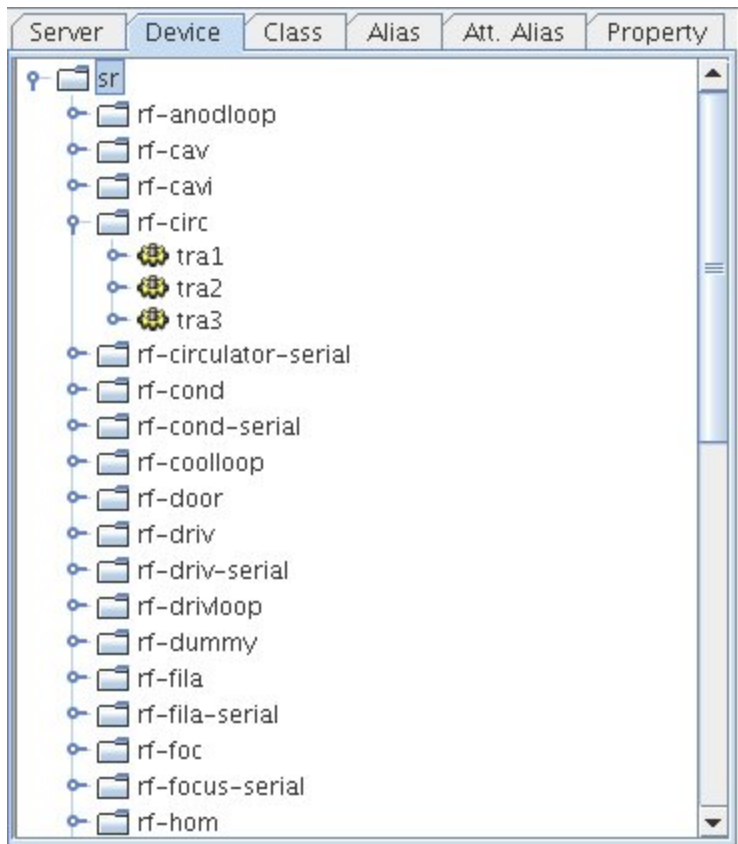 Server Device Class Alias Att. Alias Property
sr
rf-anodloop
rf-cav
rf-cavi
rf-circ
tra1
tra2
tra3
rf-circulator-serial
rf-cond
rf-cond-serial
rf-coolloop
rf-door
rf-driv
rf-driv-serial
rf-drivloop
rf-dummy
rf-fila
rf-fila-serial
rf-foc
rf-focus-serial
rf-hom